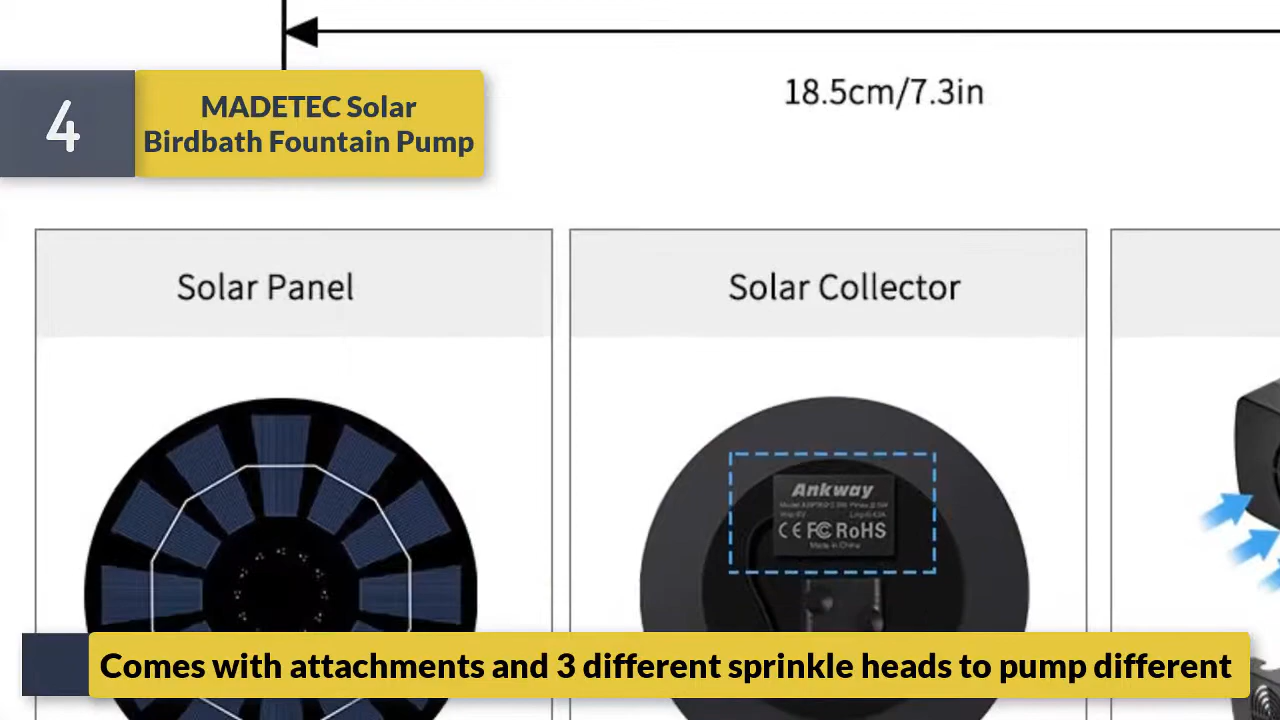 18.5cm/7.3in
4
MADETEC Solar
Birdbath Fountain Pump
Solar Panel
Solar Collector
Ankway
CE FC RoHS
Made in China
Comes with attachments and 3 different sprinkle heads to pump different